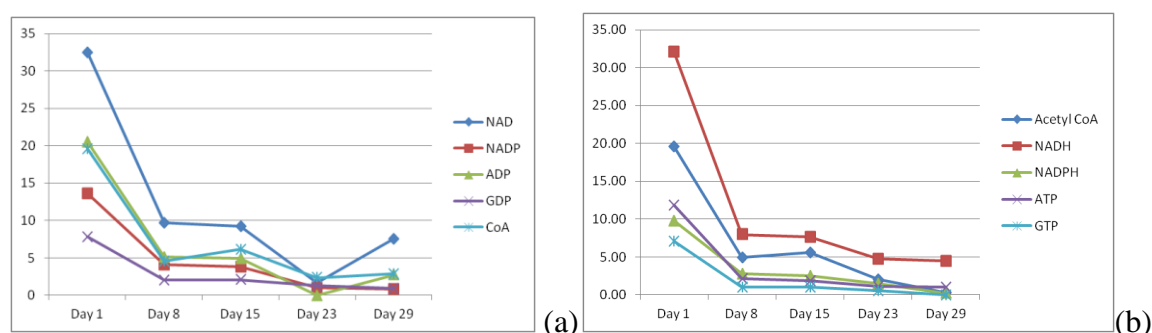 35
30
25
20
15
10
5
0
Day 1 Day 8 Day 15 Day 23 Day 29
NAD
NADP
ADP
GDP
CoA
(a)
35.00
30.00
25.00
20.00
15.00
10.00
5.00
0.00
Day 1 Day 8 Day 15 Day 23 Day 29
Acetyl CoA
NADH
NADPH
ATP
GTP
(b)